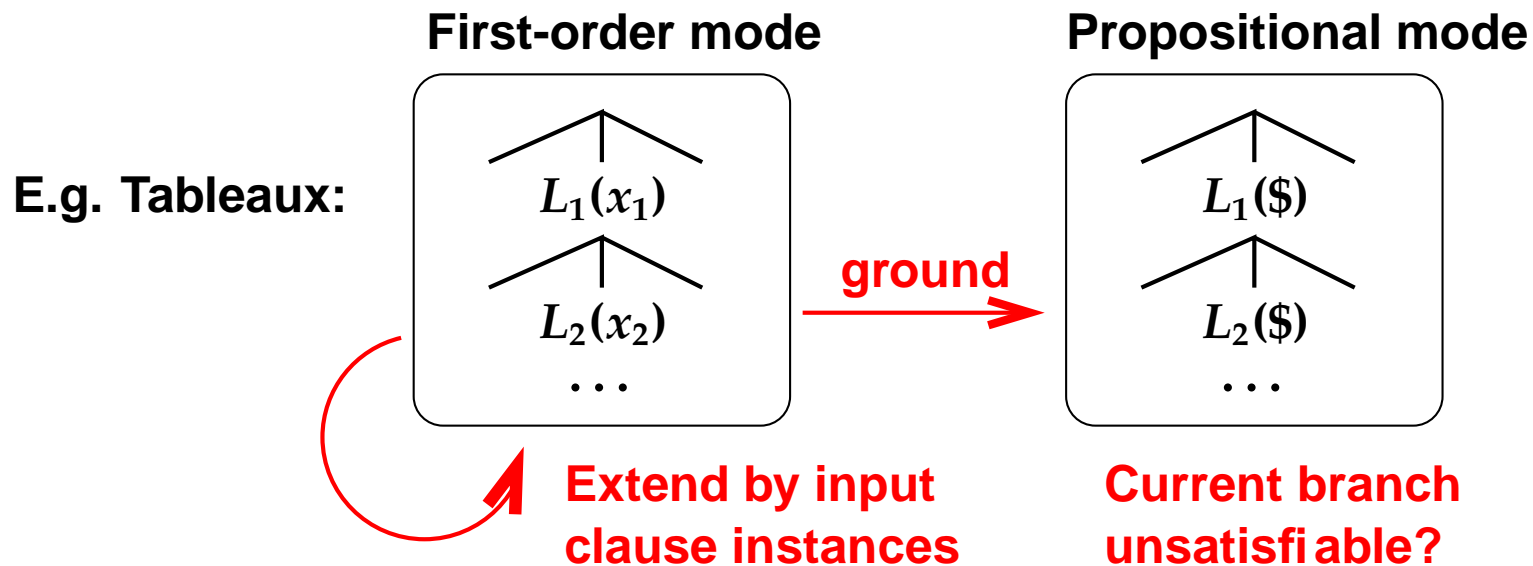 First-order mode
Propositional mode
E.g. Tableaux:
L₁(x₁)
L₁($)
ground
L₂(x₂)
L₂($)
...
...
Extend by input
clause instances
Current branch
unsatisfiable?